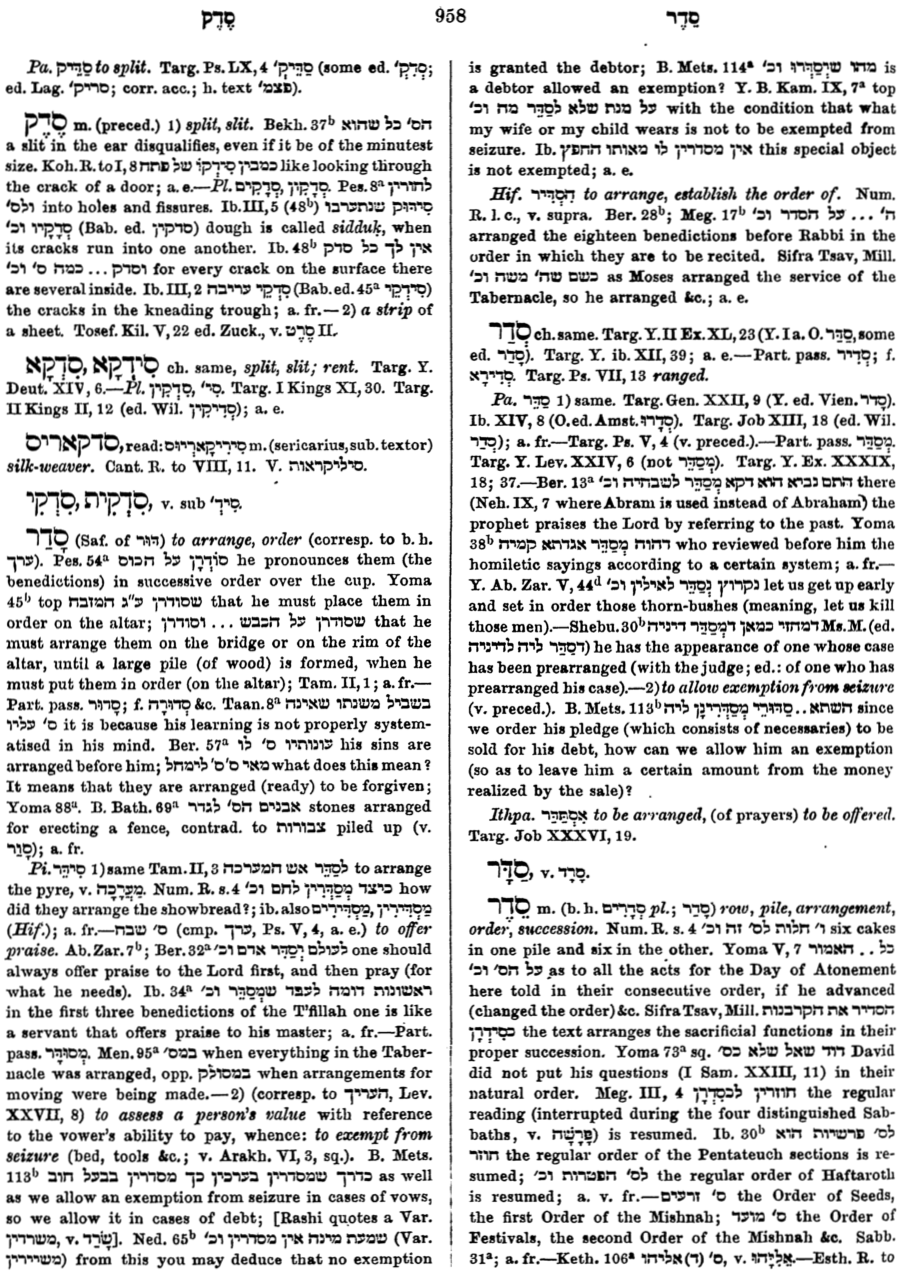 סֶדֶק
958
סֵדֶר
Pa. סַדֵּיק to split. Targ. Ps. LX, 4 סַדֵּיק' (some ed. סְדִק';
ed. Lag. סריק'; corr. acc.; h. text פצמ').
סֶדֶק m. (preced.) 1) split, slit. Bekh. 37ᵇ הס' כל שהוא
a slit in the ear disqualifies, even if it be of the minutest
size. Koh. R. to I, 8 כמבין סִידְקוֹ של פתח like looking through
the crack of a door; a. e.—Pl. סְדָקִים, סְדָקִין. Pes. 8ᵃ לחורין
ולס' into holes and fissures. Ib. III, 5 (48ᵇ) סִידּוּק שנתערבו
סְדָקָיו וכ' (Bab. ed. סדקין) dough is called sidduḳ, when
its cracks run into one another. Ib. 48ᵇ אין לך כל סדק
וסדק ... כמה ס' וכ' for every crack on the surface there
are several inside. Ib. III, 2 סִדְקֵי עריבה (Bab. ed. 45ᵃ סִידְקֵי)
the cracks in the kneading trough; a. fr.—2) a strip of
a sheet. Tosef. Kil. V, 22 ed. Zuck., v. סֶרֶט II.
סִידְקָא, סִדְקָא ch. same, split, slit; rent. Targ. Y.
Deut. XIV, 6.—Pl. סִדְקִין, סִי'. Targ. I Kings XI, 30. Targ.
II Kings II, 12 (ed. Wil. סְדִיקִין); a. e.
סדקאריס, read: סִירִיקָארְיוּס m. (sericarius, sub. textor)
silk-weaver. Cant. R. to VIII, 11. V. סיליקראות.
סִדְקִית, סִדְקִי, v. sub סִידְ'.
סָדַר (Saf. of דּוּר) to arrange, order (corresp. to b. h.
ערך). Pes. 54ᵃ סוֹדְרָן על הכוס he pronounces them (the
benedictions) in successive order over the cup. Yoma
45ᵇ top שסודרן ע"ג המזבח that he must place them in
order on the altar; שסודרן על הכבש ... וסודרן that he
must arrange them on the bridge or on the rim of the
altar, until a large pile (of wood) is formed, when he
must put them in order (on the altar); Tam. II, 1; a. fr.—
Part. pass. סָדוּר; f. סְדוּרָה &c. Taan. 8ᵃ בשביל משנתו שאינה
ס' עליו it is because his learning is not properly system-
atised in his mind. Ber. 57ᵃ עונותיו ס' לו his sins are
arranged before him; מאי ס' ס' לימחל what does this mean?
It means that they are arranged (ready) to be forgiven;
Yoma 88ᵃ. B. Bath. 69ᵃ אבנים הס' לגדר stones arranged
for erecting a fence, contrad. to צבורות piled up (v.
סָוַר); a. fr.
Pi. סִידֵּר 1) same Tam. II, 3 לסַדֵּר אש המערכה to arrange
the pyre, v. מַעֲרָכָה. Num. R. s. 4 כיצד מְסַדְּרִין לחם וכ' how
did they arrange the showbread?; ib. also מַסְדִּירִין, מַסְדִּירִים
(Hif.); a. fr.—ס' שבח (cmp. ערך, Ps. V, 4, a. e.) to offer
praise. Ab. Zar. 7ᵇ; Ber. 32ᵃ לעולם יְסַדֵּר אדם וכ' one should
always offer praise to the Lord first, and then pray (for
what he needs). Ib. 34ᵃ ראשונות דומה לעבד שמְסַדֵּר וכ'
in the first three benedictions of the T'fillah one is like
a servant that offers praise to his master; a. fr.—Part.
pass. מְסוּדָּר. Men. 95ᵃ במס' when everything in the Taber-
nacle was arranged, opp. במסולק when arrangements for
moving were being made.—2) (corresp. to העריך, Lev.
XXVII, 8) to assess a person's value with reference
to the vower's ability to pay, whence: to exempt from
seizure (bed, tools &c.; v. Arakh. VI, 3, sq.). B. Mets.
113ᵇ כדרך שמסדרין בערכין כך מסדרין בבעל חוב as well
as we allow an exemption from seizure in cases of vows,
so we allow it in cases of debt; [Rashi quotes a Var.
משרדין, v. שָׂרַד]. Ned. 65ᵇ שמעת מינה אין מסדרין וכ' (Var.
משיירין) from this you may deduce that no exemption
is granted the debtor; B. Mets. 114ᵃ מהו שיְסַדְּרוּ וכ' is
a debtor allowed an exemption? Y. B. Kam. IX, 7ᵃ top
על מנת שלא לסַדֵּר מה וכ' with the condition that what
my wife or my child wears is not to be exempted from
seizure. Ib. אין מסדרין לו מאותו החפץ this special object
is not exempted; a. e.
Hif. הִסְדִּיר to arrange, establish the order of. Num.
R. l. c., v. supra. Ber. 28ᵇ; Meg. 17ᵇ ה' ... על הסדר וכ'
arranged the eighteen benedictions before Rabbi in the
order in which they are to be recited. Sifra Tsav, Mill.
כשם שה' משה וכ' as Moses arranged the service of the
Tabernacle, so he arranged &c.; a. e.
סְדַר ch. same. Targ. Y. II Ex. XL, 23 (Y. I a. O. סַדֵּר, some
ed. סָדַר). Targ. Y. ib. XII, 39; a. e.—Part. pass. סְדִיר; f.
סְדִירָא. Targ. Ps. VII, 13 ranged.
Pa. סַדֵּר 1) same. Targ. Gen. XXII, 9 (Y. ed. Vien. סְדַר).
Ib. XIV, 8 (O. ed. Amst. סְדָרוּ). Targ. Job XIII, 18 (ed. Wil.
סְדַר); a. fr.—Targ. Ps. V, 4 (v. preced.).—Part. pass. מְסַדַּר.
Targ. Y. Lev. XXIV, 6 (not מְסַדֵּר). Targ. Y. Ex. XXXIX,
18; 37.—Ber. 13ᵃ התם נביא הוא דקא מְסַדֵּר לשבחיה וכ' there
(Neh. IX, 7 where Abram is used instead of Abraham) the
prophet praises the Lord by referring to the past. Yoma
38ᵇ דהוה מְסַדֵּר אגדתא קמיה who reviewed before him the
homiletic sayings according to a certain system; a. fr.—
Y. Ab. Zar. V, 44ᵈ נקרוץ נְסַדֵּר לאילין וכ' let us get up early
and set in order those thorn-bushes (meaning, let us kill
those men).—Shebu. 30ᵇ דמחזי כמאן דמְסַדַּר דיניה Ms. M. (ed.
דסַדֵּר ליה לדיניה) he has the appearance of one whose case
has been prearranged (with the judge; ed.: of one who has
prearranged his case).—2) to allow exemption from seizure
(v. preced.). B. Mets. 113ᵇ השתא .. סַדּוּרֵי מְסַדְּרִינָן ליה since
we order his pledge (which consists of necessaries) to be
sold for his debt, how can we allow him an exemption
(so as to leave him a certain amount from the money
realized by the sale)?
Ithpa. אִסְתַּדַּר to be arranged, (of prayers) to be offered.
Targ. Job XXXVI, 19.
סַדָּר, v. סָרָד.
סֵדֶר m. (b. h. סְדָרִים pl.; סָדַר) row, pile, arrangement,
order, succession. Num. R. s. 4 ו' חלות לס' זה וכ' six cakes
in one pile and six in the other. Yoma V, 7 כל .. האמור
על הס' וכ' as to all the acts for the Day of Atonement
here told in their consecutive order, if he advanced
(changed the order) &c. Sifra Tsav, Mill. הסדיר את הקרבנות
כסִידְרָן the text arranges the sacrificial functions in their
proper succession. Yoma 73ᵃ sq. דוד שאל שלא כס' David
did not put his questions (I Sam. XXIII, 11) in their
natural order. Meg. III, 4 חוזרין לכסִדְרָן the regular
reading (interrupted during the four distinguished Sab-
baths, v. פָּרָשָׁה) is resumed. Ib. 30ᵇ לס' פרשיות הוא
חוזר the regular order of the Pentateuch sections is re-
sumed; לס' הפטרות וכ' the regular order of Haftaroth
is resumed; a. v. fr.—ס' זרעים the Order of Seeds,
the first Order of the Mishnah; ס' מועד the Order of
Festivals, the second Order of the Mishnah &c. Sabb.
31ᵃ; a. fr.—Keth. 106ᵃ ס' (ד)אליהו, v. אֵלִיָּהוּ.—Esth. R. to